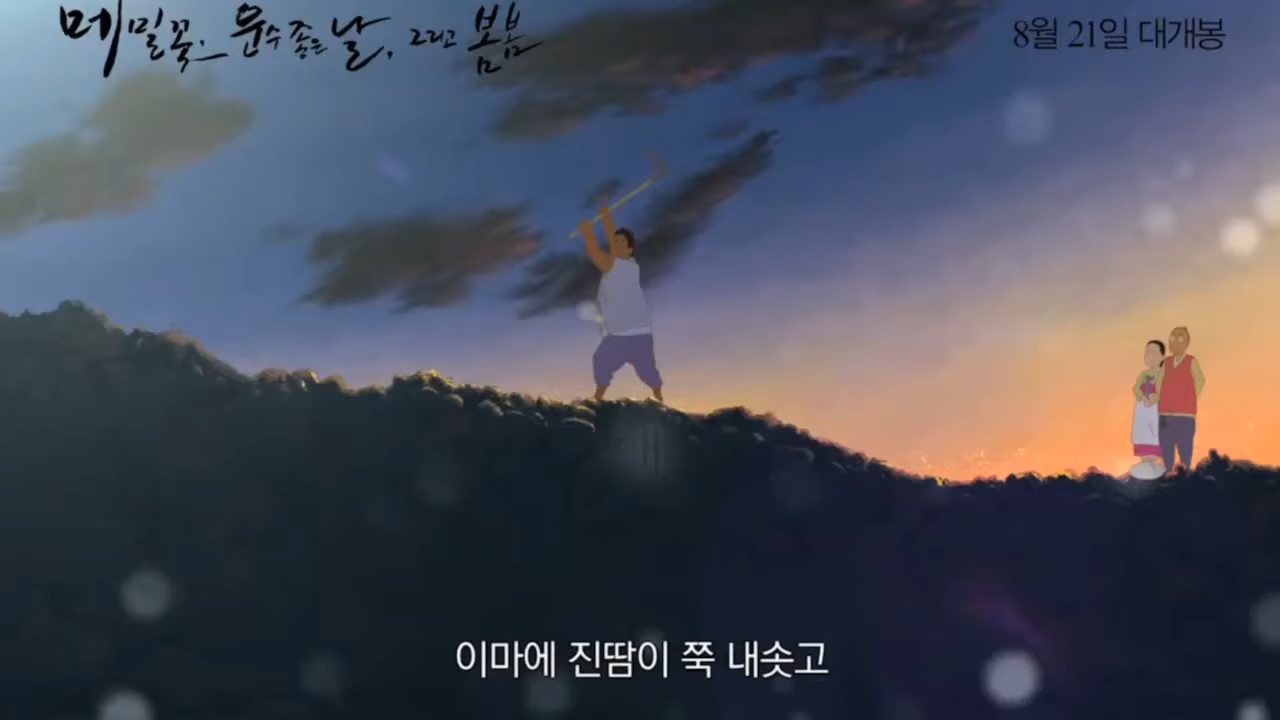 메밀꽃, 운수 좋은 날, 그리고 봄봄
8월 21일 대개봉
이마에 진땀이 쭉 내솟고